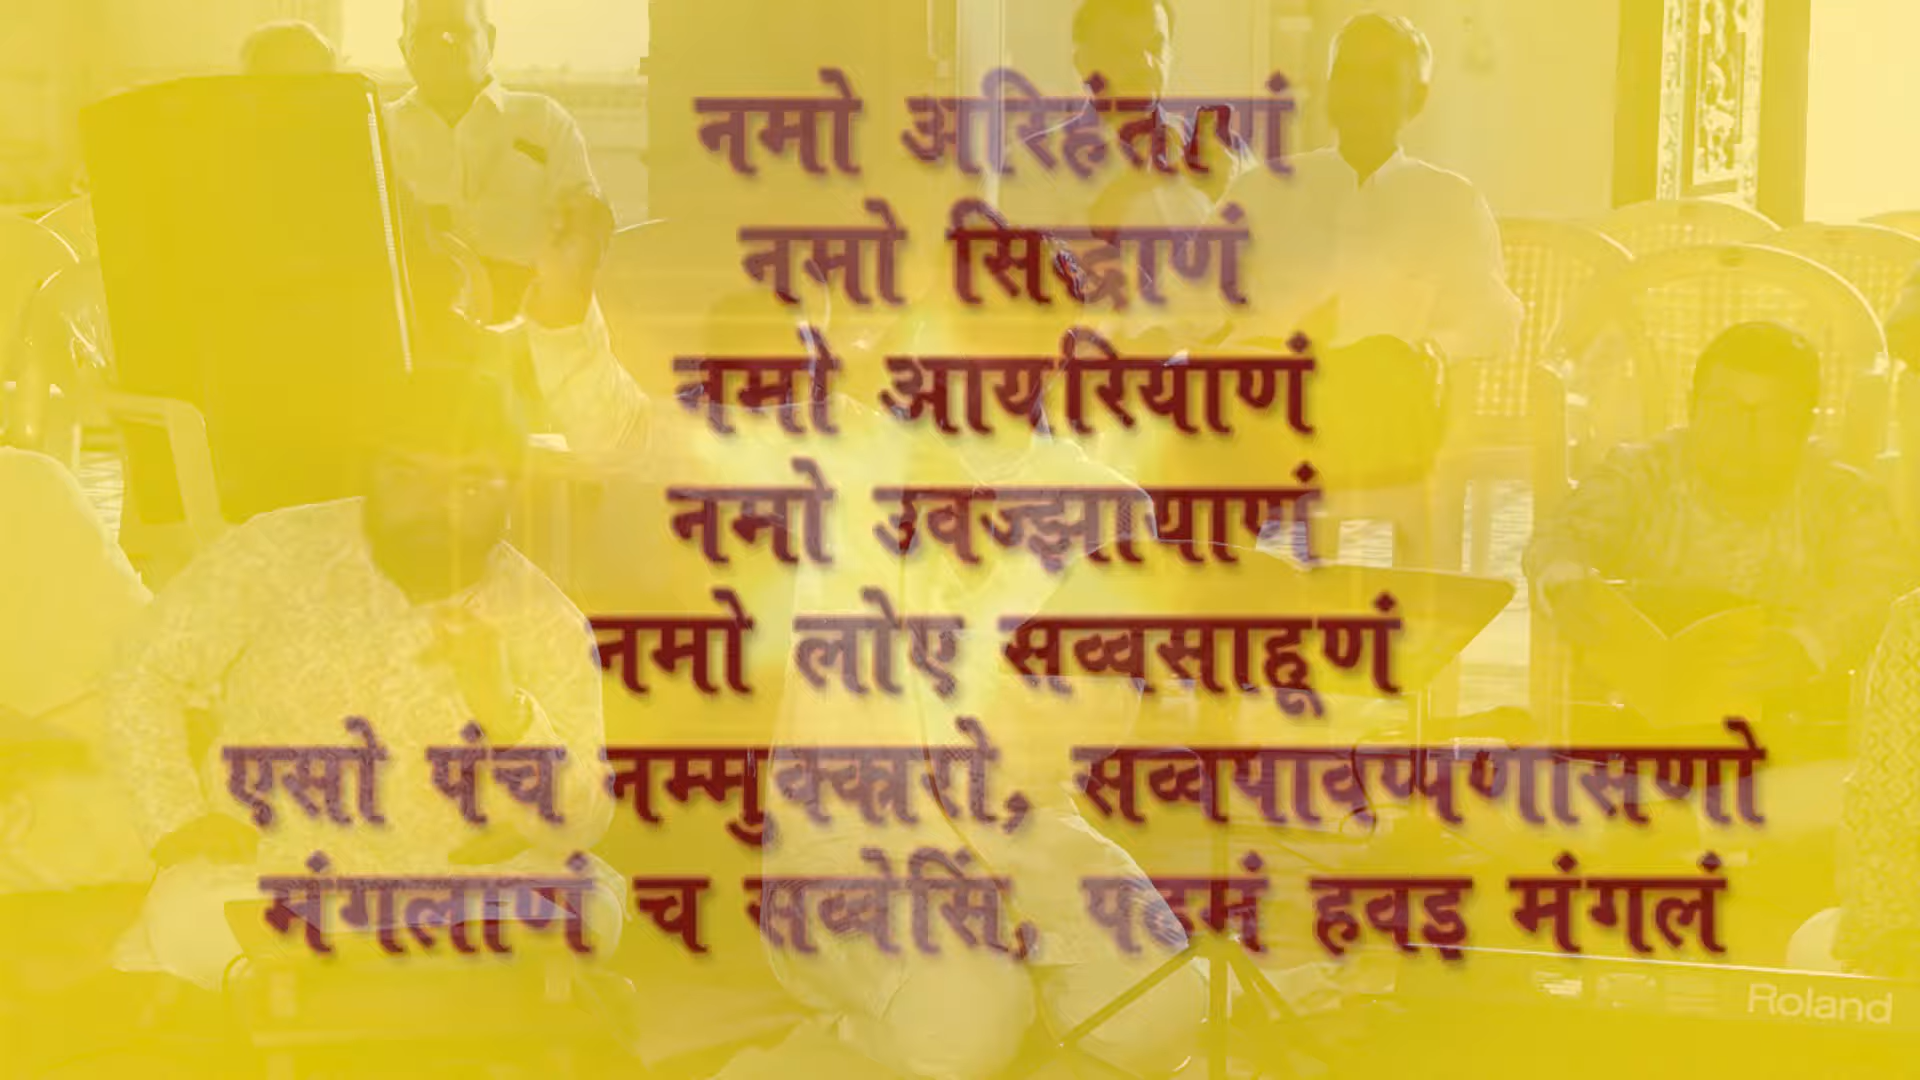 नमो अरिहंताणं
नमो सिद्धाणं
नमो आयरियाणं
नमो उवज्झायाणं
नमो लोए सव्वसाहूणं
एसो पंच नम्मुक्कारो, सव्वपावप्पणासणो
मंगलाणं च सव्वेसिं, पढमं हवइ मंगलं
Roland